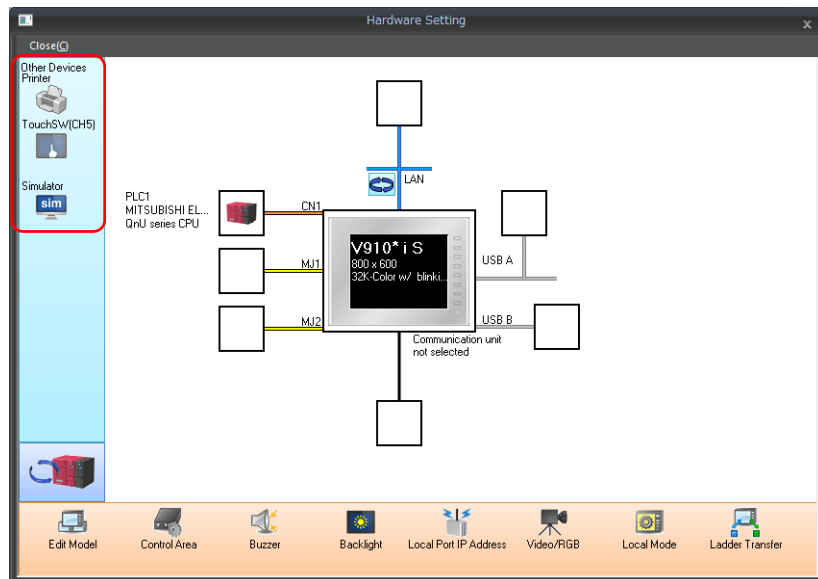 Hardware Setting
x
Close(C)
Other Devices
Printer
TouchSW(CH5)
Simulator
sim
LAN
PLC1
MITSUBISHI EL...
QnU series CPU
CN1
MJ1
MJ2
V910* i S
800 x 600
32K-Color w/ blinki...
USB A
USB B
Communication unit
not selected
Edit Model
Control Area
Buzzer
Backlight
Local Port IP Address
Video/RGB
Local Mode
Ladder Transfer